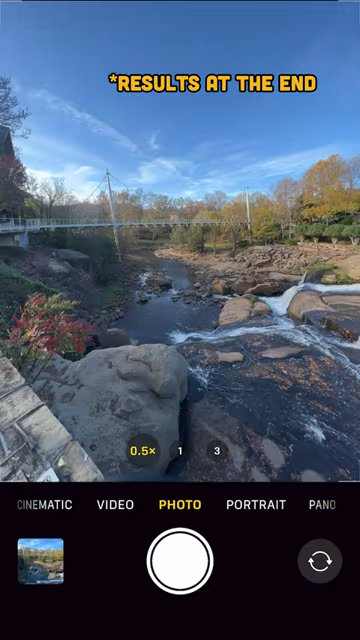 *RESULTS AT THE END
0.5× 1 3
CINEMATIC VIDEO PHOTO PORTRAIT PANO